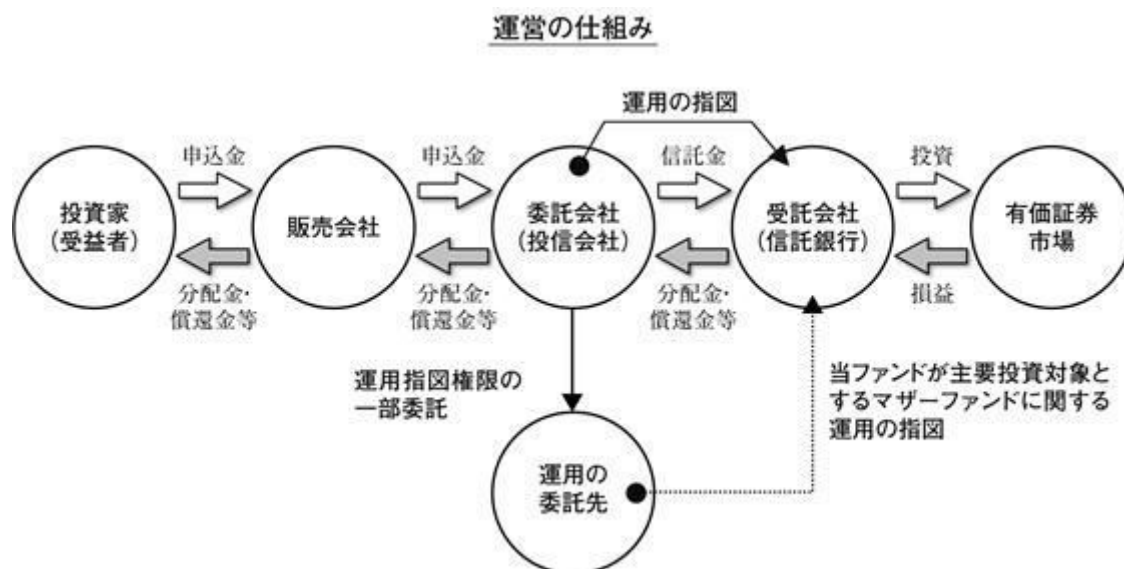 運営の仕組み
運用の指図
申込金
申込金
信託金
投資
投資家
(受益者)
販売会社
委託会社
(投信会社)
受託会社
(信託銀行)
有価証券
市場
分配金・
償還金等
分配金・
償還金等
分配金・
償還金等
損益
運用指図権限の
一部委託
当ファンドが主要投資対象と
するマザーファンドに関する
運用の指図
運用の
委託先